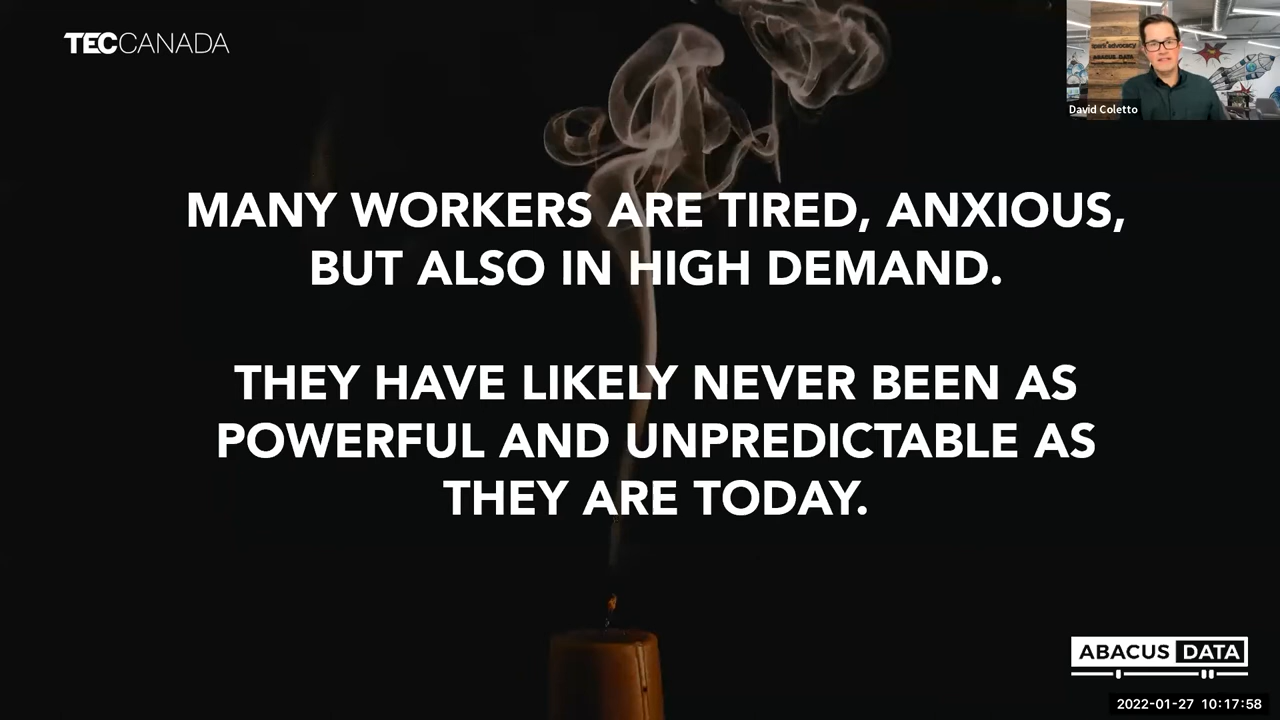 TECCANADA
David Coletto
MANY WORKERS ARE TIRED, ANXIOUS,
BUT ALSO IN HIGH DEMAND.
THEY HAVE LIKELY NEVER BEEN AS
POWERFUL AND UNPREDICTABLE AS
THEY ARE TODAY.
ABACUS DATA
2022-01-27 10:17:58